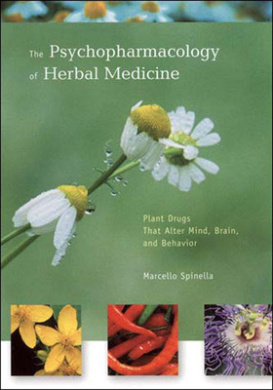 The Psychopharmacology
of Herbal Medicine
Plant Drugs
That Alter Mind, Brain,
and Behavior
Marcello Spinella